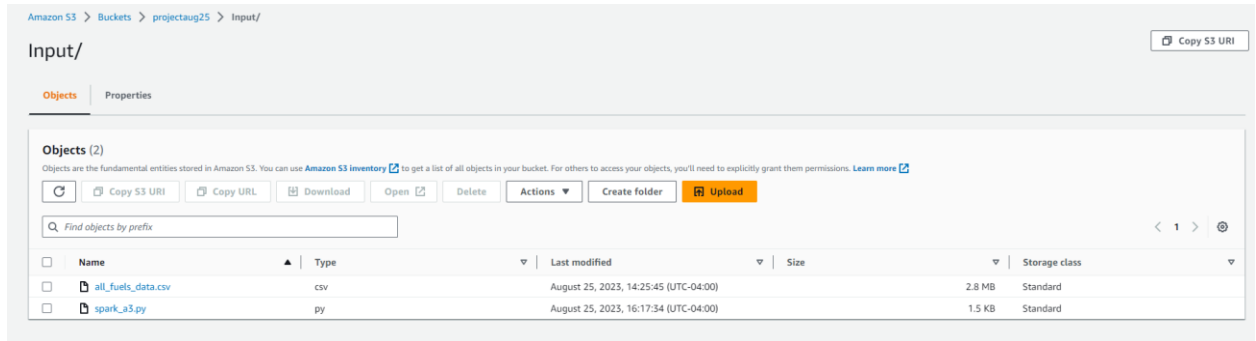 Amazon S3 > Buckets > projectaug25 > Input/
Input/
Copy S3 URI
Objects Properties
Objects (2)
Objects are the fundamental entities stored in Amazon S3. You can use Amazon S3 inventory to get a list of all objects in your bucket. For others to access your objects, you'll need to explicitly grant them permissions. Learn more
Copy S3 URI Copy URL Download Open Delete Actions Create folder Upload
Find objects by prefix
1
Name Type Last modified Size Storage class
all_fuels_data.csv csv August 25, 2023, 14:25:45 (UTC-04:00) 2.8 MB Standard
spark_a3.py py August 25, 2023, 16:17:34 (UTC-04:00) 1.5 KB Standard